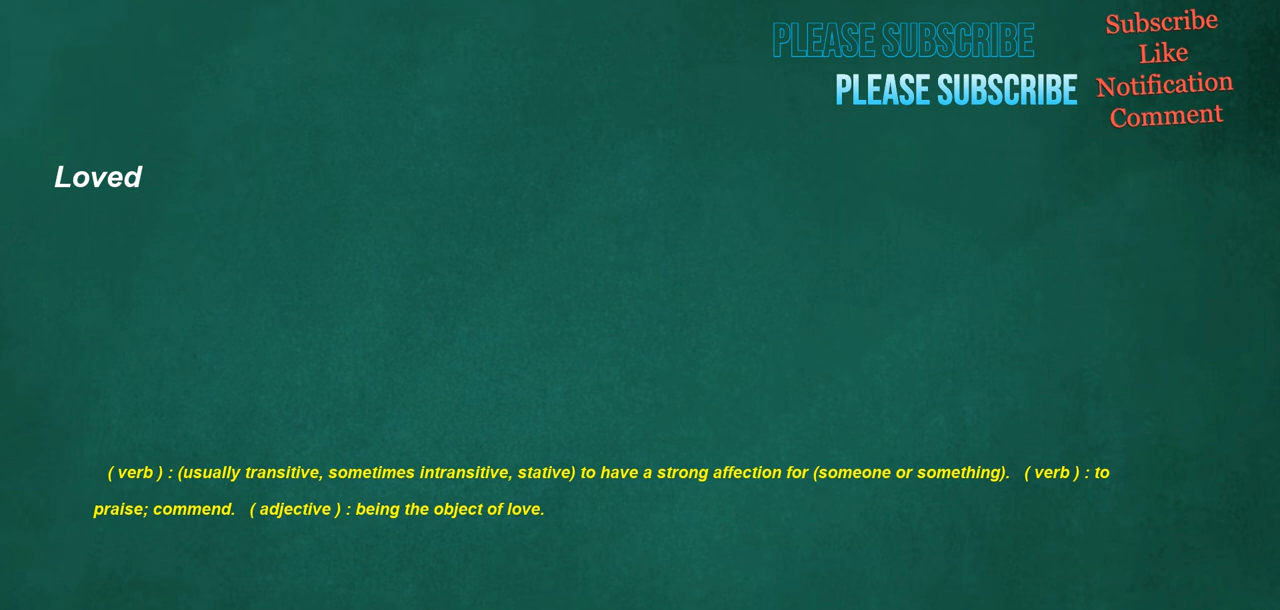 PLEASE SUBSCRIBE
PLEASE SUBSCRIBE
Subscribe
Like
Notification
Comment
Loved
( verb ) : (usually transitive, sometimes intransitive, stative) to have a strong affection for (someone or something).   ( verb ) : to
praise; commend.   ( adjective ) : being the object of love.